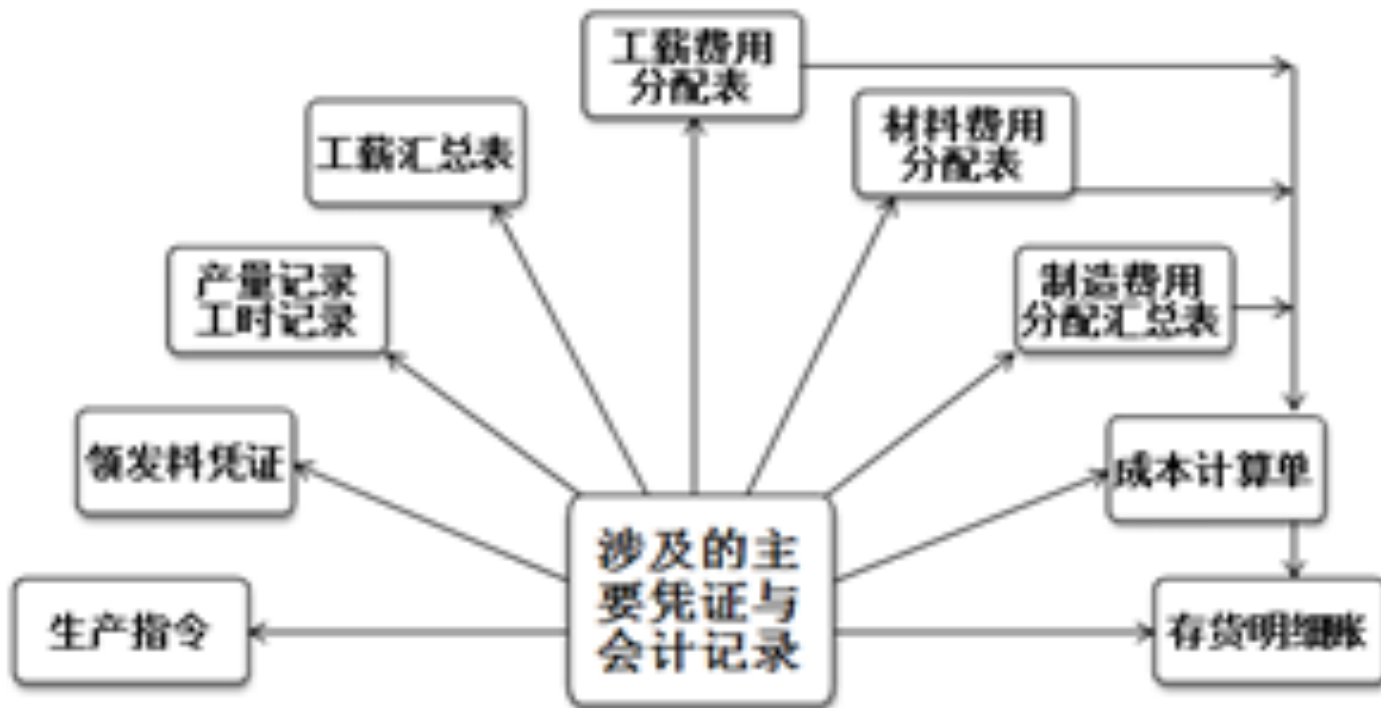 工薪费用
分配表
材料费用
分配表
工薪汇总表
产量记录
工时记录
制造费用
分配汇总表
领发料凭证
成本计算单
涉及的主
要凭证与
会计记录
生产指令
存货明细账